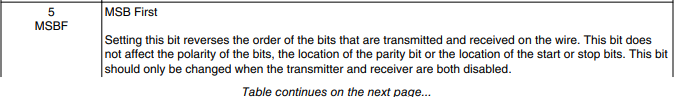 5
MSBF
MSB First
Setting this bit reverses the order of the bits that are transmitted and received on the wire. This bit does
not affect the polarity of the bits, the location of the parity bit or the location of the start or stop bits. This bit
should only be changed when the transmitter and receiver are both disabled.
Table continues on the next page...